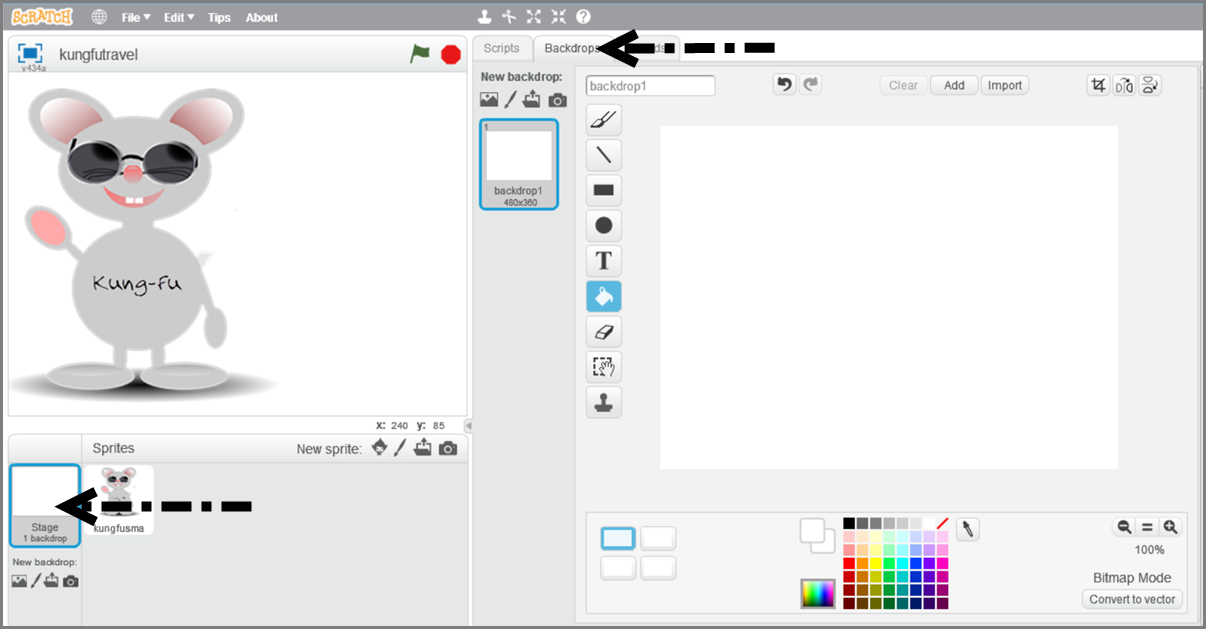 SCRATCH File Edit Tips About
kungfutravel
v434a
Kung-Fu
x: 240 y: 85
Sprites New sprite:
Stage
1 backdrop
kungfusma
New backdrop:
Scripts Backdrops
New backdrop:
1
backdrop1
480x360
backdrop1 Clear Add Import
T
100%
Bitmap Mode
Convert to vector